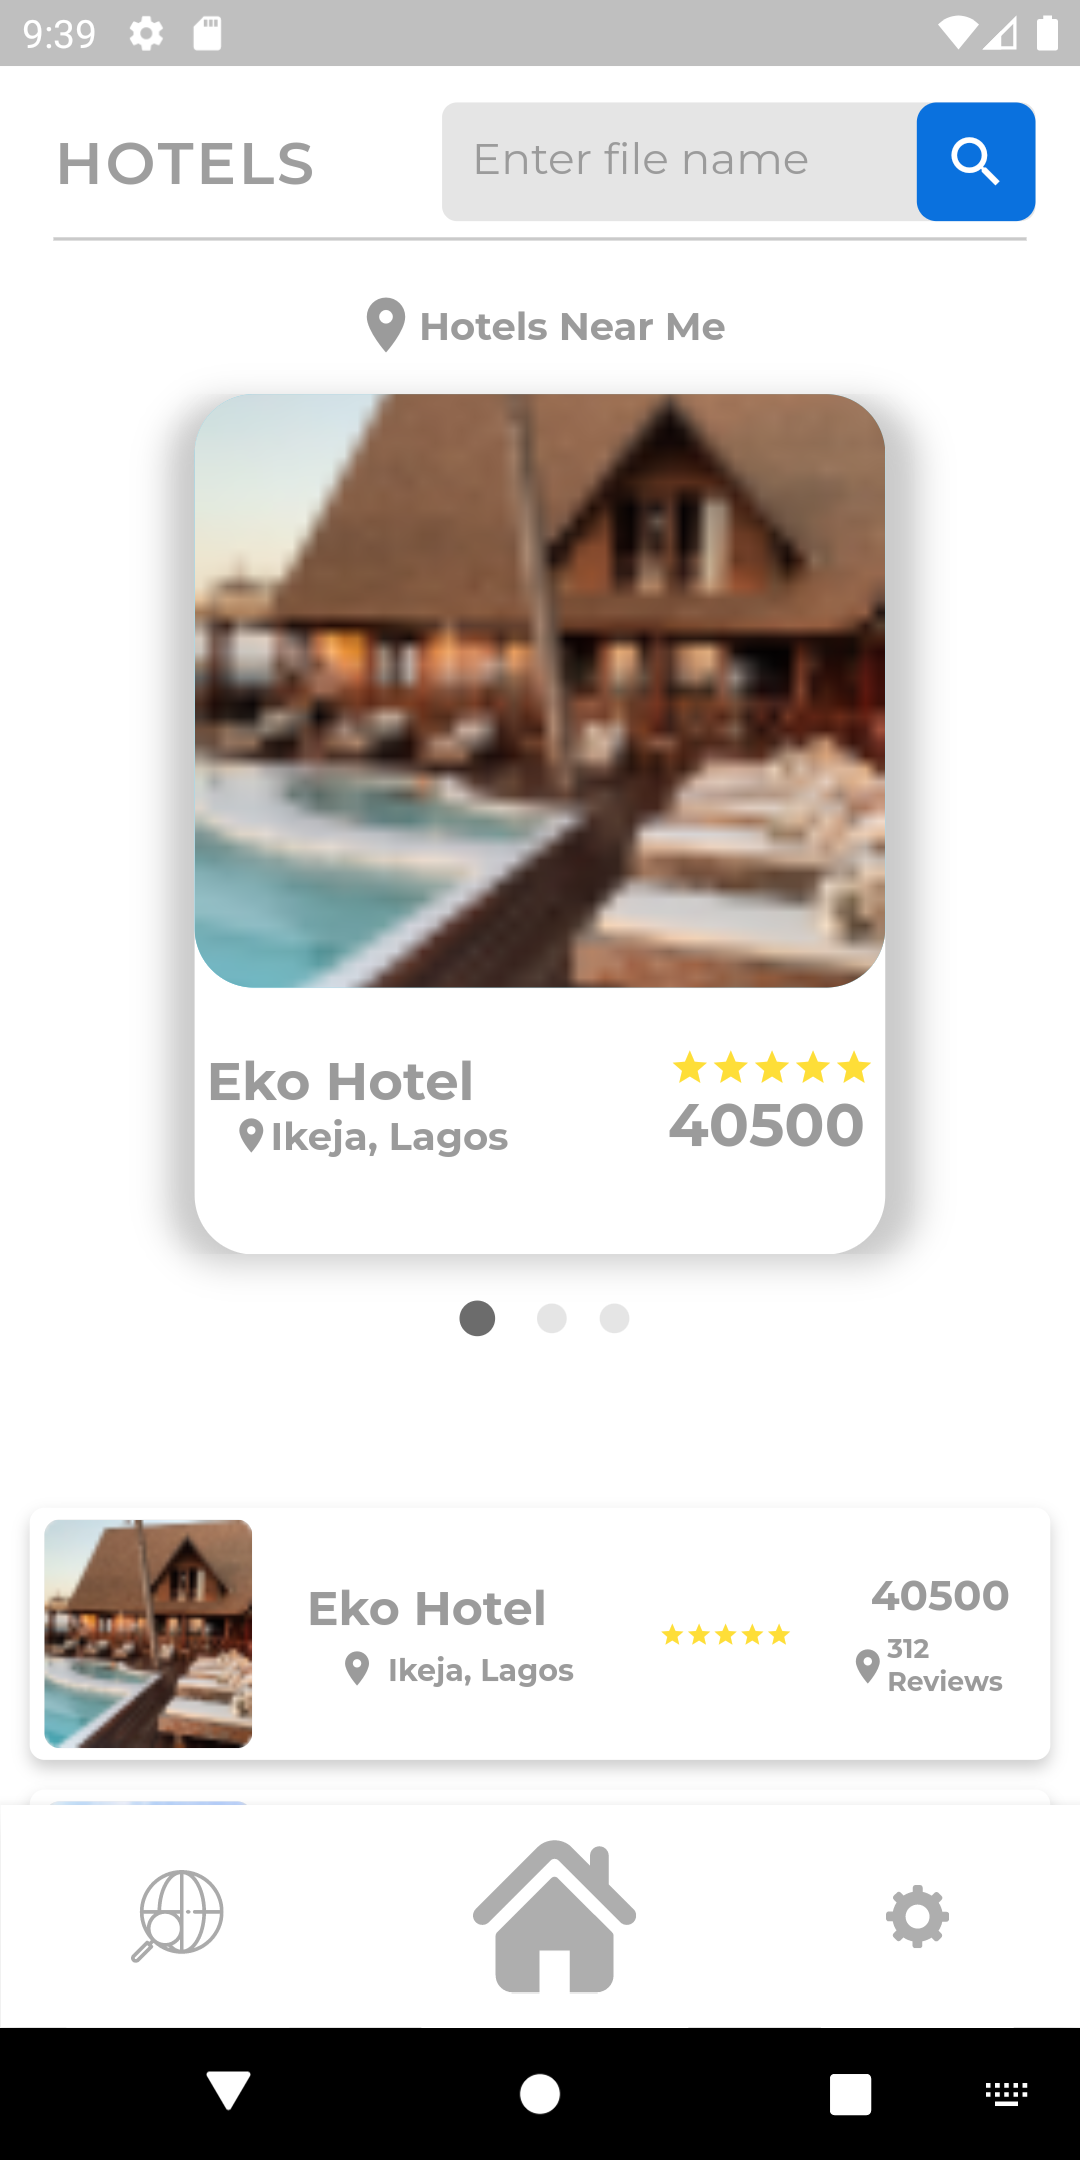 9:39
HOTELS
Enter file name
Hotels Near Me
Eko Hotel
Ikeja, Lagos
40500
Eko Hotel
Ikeja, Lagos
40500
312
Reviews